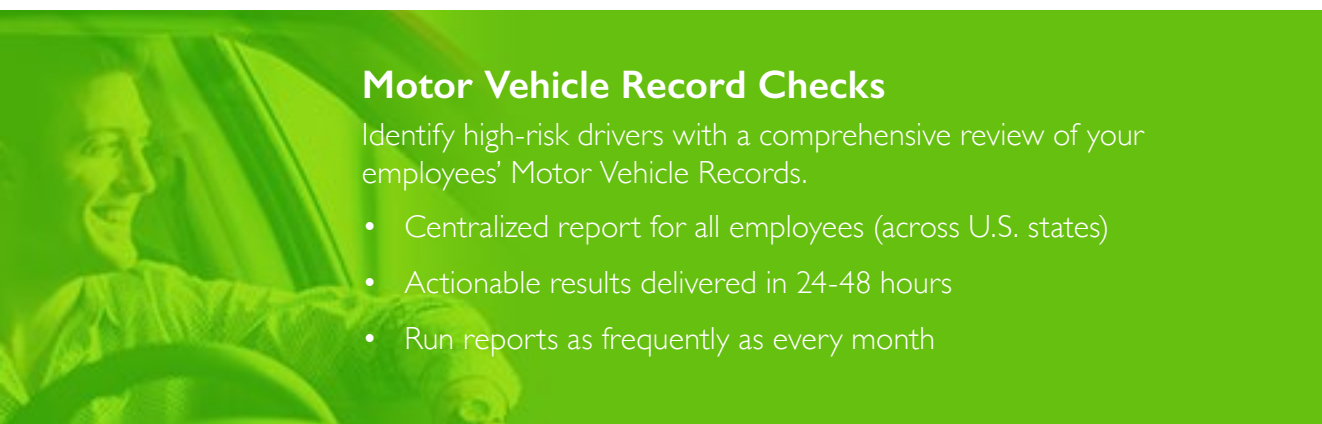 Motor Vehicle Record Checks
Identify high-risk drivers with a comprehensive review of your
employees’ Motor Vehicle Records.
• Centralized report for all employees (across U.S. states)
• Actionable results delivered in 24-48 hours
• Run reports as frequently as every month